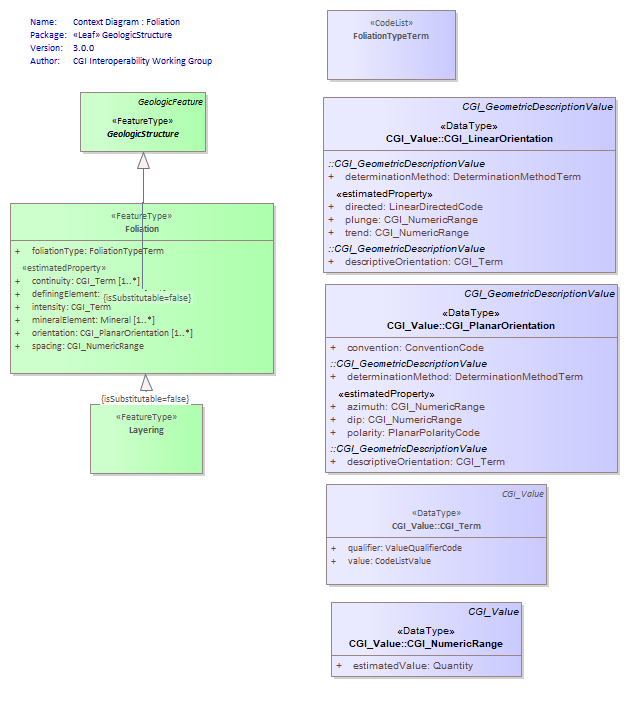 Name: Context Diagram : Foliation
Package: «Leaf» GeologicStructure
Version: 3.0.0
Author: CGI Interoperability Working Group
GeologicFeature
«FeatureType»
GeologicStructure
«FeatureType»
Foliation
+ foliationType: FoliationTypeTerm
«estimatedProperty»
+ continuity: CGI_Term [1..*]
+ definingElement:
{isSubstitutable=false}
+ intensity: CGI_Term
+ mineralElement: Mineral [1..*]
+ orientation: CGI_PlanarOrientation [1..*]
+ spacing: CGI_NumericRange
{isSubstitutable=false}
«FeatureType»
Layering
«CodeList»
FoliationTypeTerm
CGI_GeometricDescriptionValue
«DataType»
CGI_Value::CGI_LinearOrientation
::CGI_GeometricDescriptionValue
+ determinationMethod: DeterminationMethodTerm
«estimatedProperty»
+ directed: LinearDirectedCode
+ plunge: CGI_NumericRange
+ trend: CGI_NumericRange
::CGI_GeometricDescriptionValue
+ descriptiveOrientation: CGI_Term
CGI_GeometricDescriptionValue
«DataType»
CGI_Value::CGI_PlanarOrientation
+ convention: ConventionCode
::CGI_GeometricDescriptionValue
+ determinationMethod: DeterminationMethodTerm
«estimatedProperty»
+ azimuth: CGI_NumericRange
+ dip: CGI_NumericRange
+ polarity: PlanarPolarityCode
::CGI_GeometricDescriptionValue
+ descriptiveOrientation: CGI_Term
CGI_Value
«DataType»
CGI_Value::CGI_Term
+ qualifier: ValueQualifierCode
+ value: CodeListValue
CGI_Value
«DataType»
CGI_Value::CGI_NumericRange
+ estimatedValue: Quantity